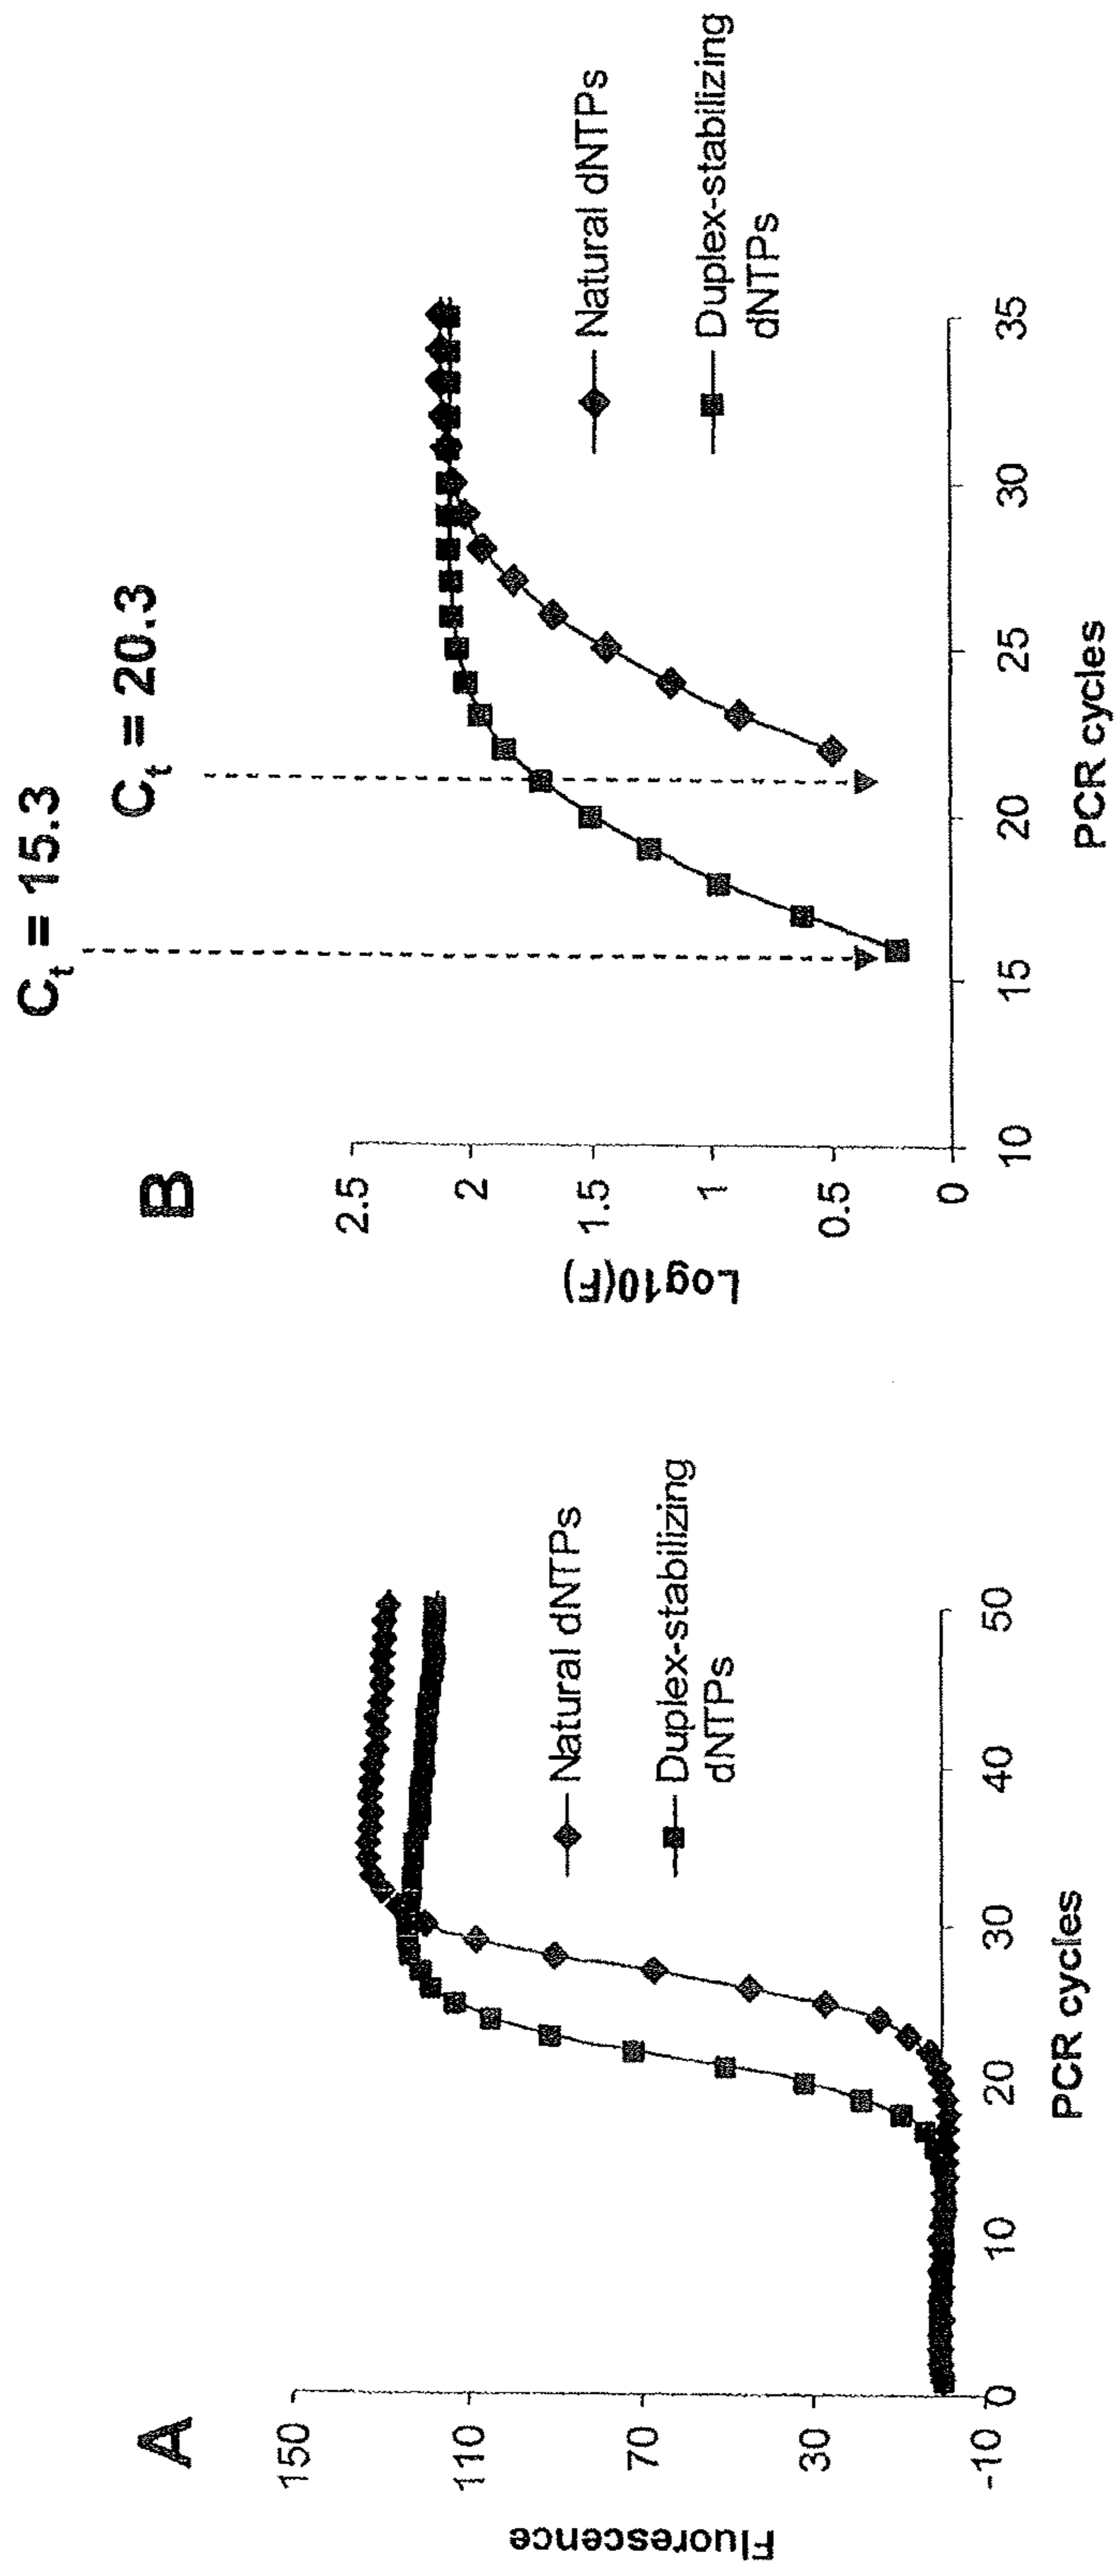 A
150
110
70
30
-10
Fluorescence
0
10
20
30
40
50
PCR cycles
Natural dNTPs
Duplex-stabilizing
dNTPs
B
Ct = 15.3
Ct = 20.3
2.5
2
1.5
1
0.5
0
Log10(F)
10
15
20
25
30
35
PCR cycles
Natural dNTPs
Duplex-stabilizing
dNTPs